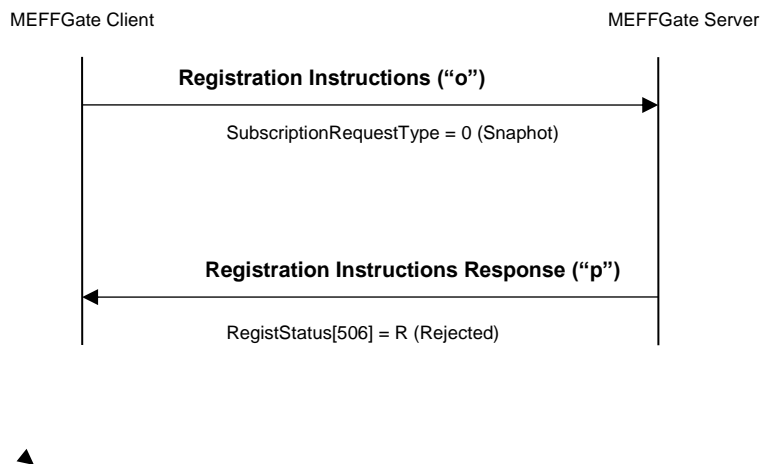 MEFFGate Client
MEFFGate Server
Registration Instructions (“o”)
SubscriptionRequestType = 0 (Snaphot)
Registration Instructions Response (“p”)
RegistStatus[506] = R (Rejected)